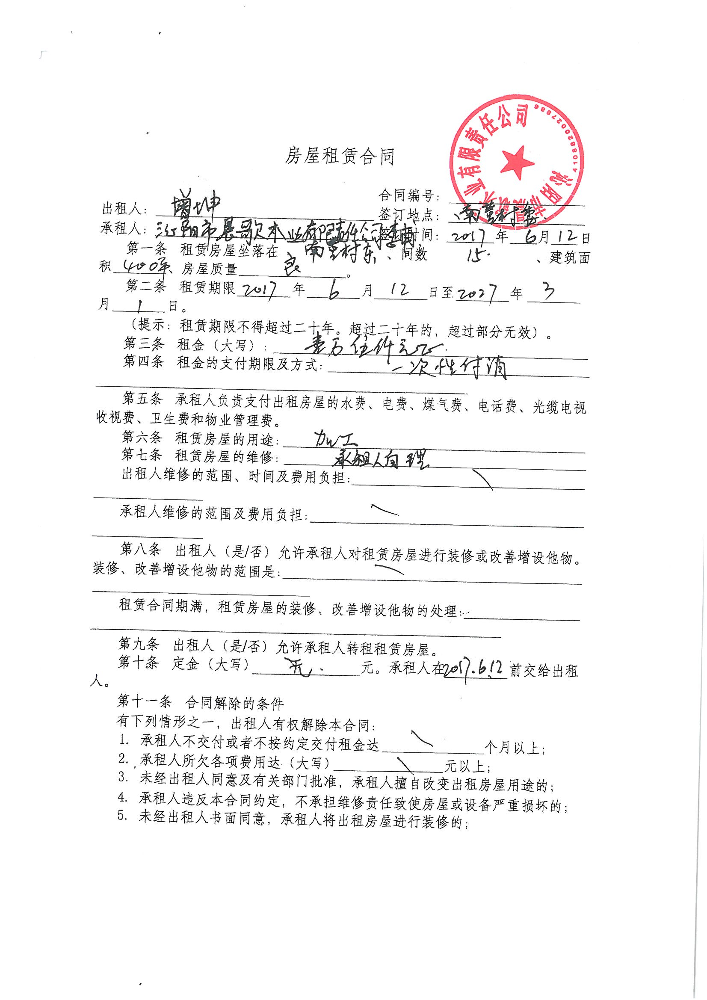 房屋租赁合同
沁阳市晨歌木业有限责任公司
合同编号：
出租人： 增坤
签订地点： 南营村委
承租人： 沁阳市晨歌木业有限责任公司 签订时间： 2017 年 6 月 12 日
第一条 租赁房屋坐落在 村东、间数 15 、建筑面
积 400平、房屋质量 良 。
第二条 租赁期限 2017 年 6 月 12 日至 2027 年 3
月 1 日。
（提示：租赁期限不得超过二十年。超过二十年的，超过部分无效）。
第三条 租金（大写）：
第四条 租金的支付期限及方式： 一次性付清
第五条 承租人负责支付出租房屋的水费、电费、煤气费、电话费、光缆电视
收视费、卫生费和物业管理费。
第六条 租赁房屋的用途： 加工
第七条 租赁房屋的维修： 承租人自理
出租人维修的范围、时间及费用负担：
承租人维修的范围及费用负担：
第八条 出租人（是/否）允许承租人对租赁房屋进行装修或改善增设他物。
装修、改善增设他物的范围是：
租赁合同期满，租赁房屋的装修、改善增设他物的处理：
第九条 出租人（是/否）允许承租人转租租赁房屋。
第十条 定金（大写） 无 元。承租人在2017.6.12 前交给出租
人。
第十一条 合同解除的条件
有下列情形之一，出租人有权解除本合同：
1. 承租人不交付或者不按约定交付租金达 个月以上；
2. 承租人所欠各项费用达（大写） 元以上；
3. 未经出租人同意及有关部门批准，承租人擅自改变出租房屋用途的；
4. 承租人违反本合同约定，不承担维修责任致使房屋或设备严重损坏的；
5. 未经出租人书面同意，承租人将出租房屋进行装修的；